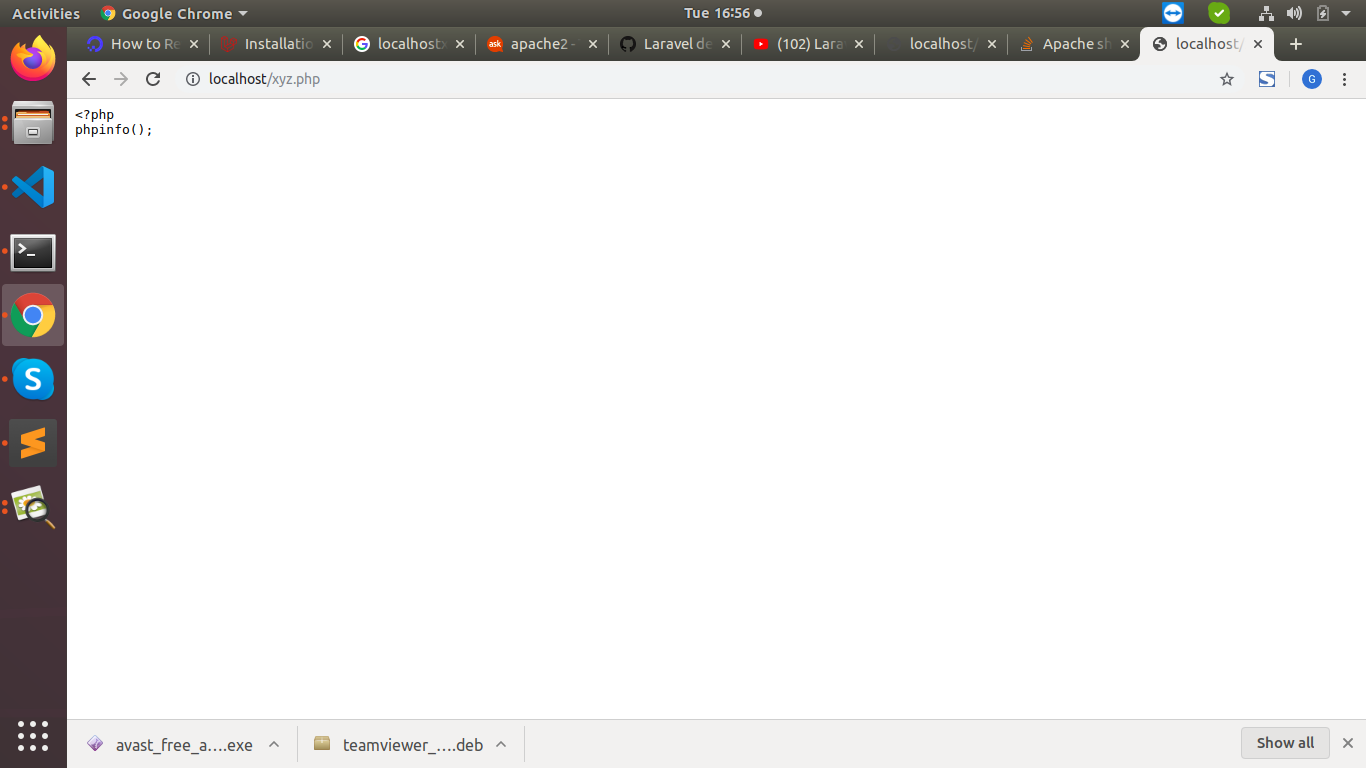 Activities Google Chrome Tue 16:56
How to Re Installatio localhost apache2 - Laravel de (102) Lara localhost/ Apache sh localhost/
localhost/xyz.php G
<?php
phpinfo();
avast_free_a....exe teamviewer_....deb Show all